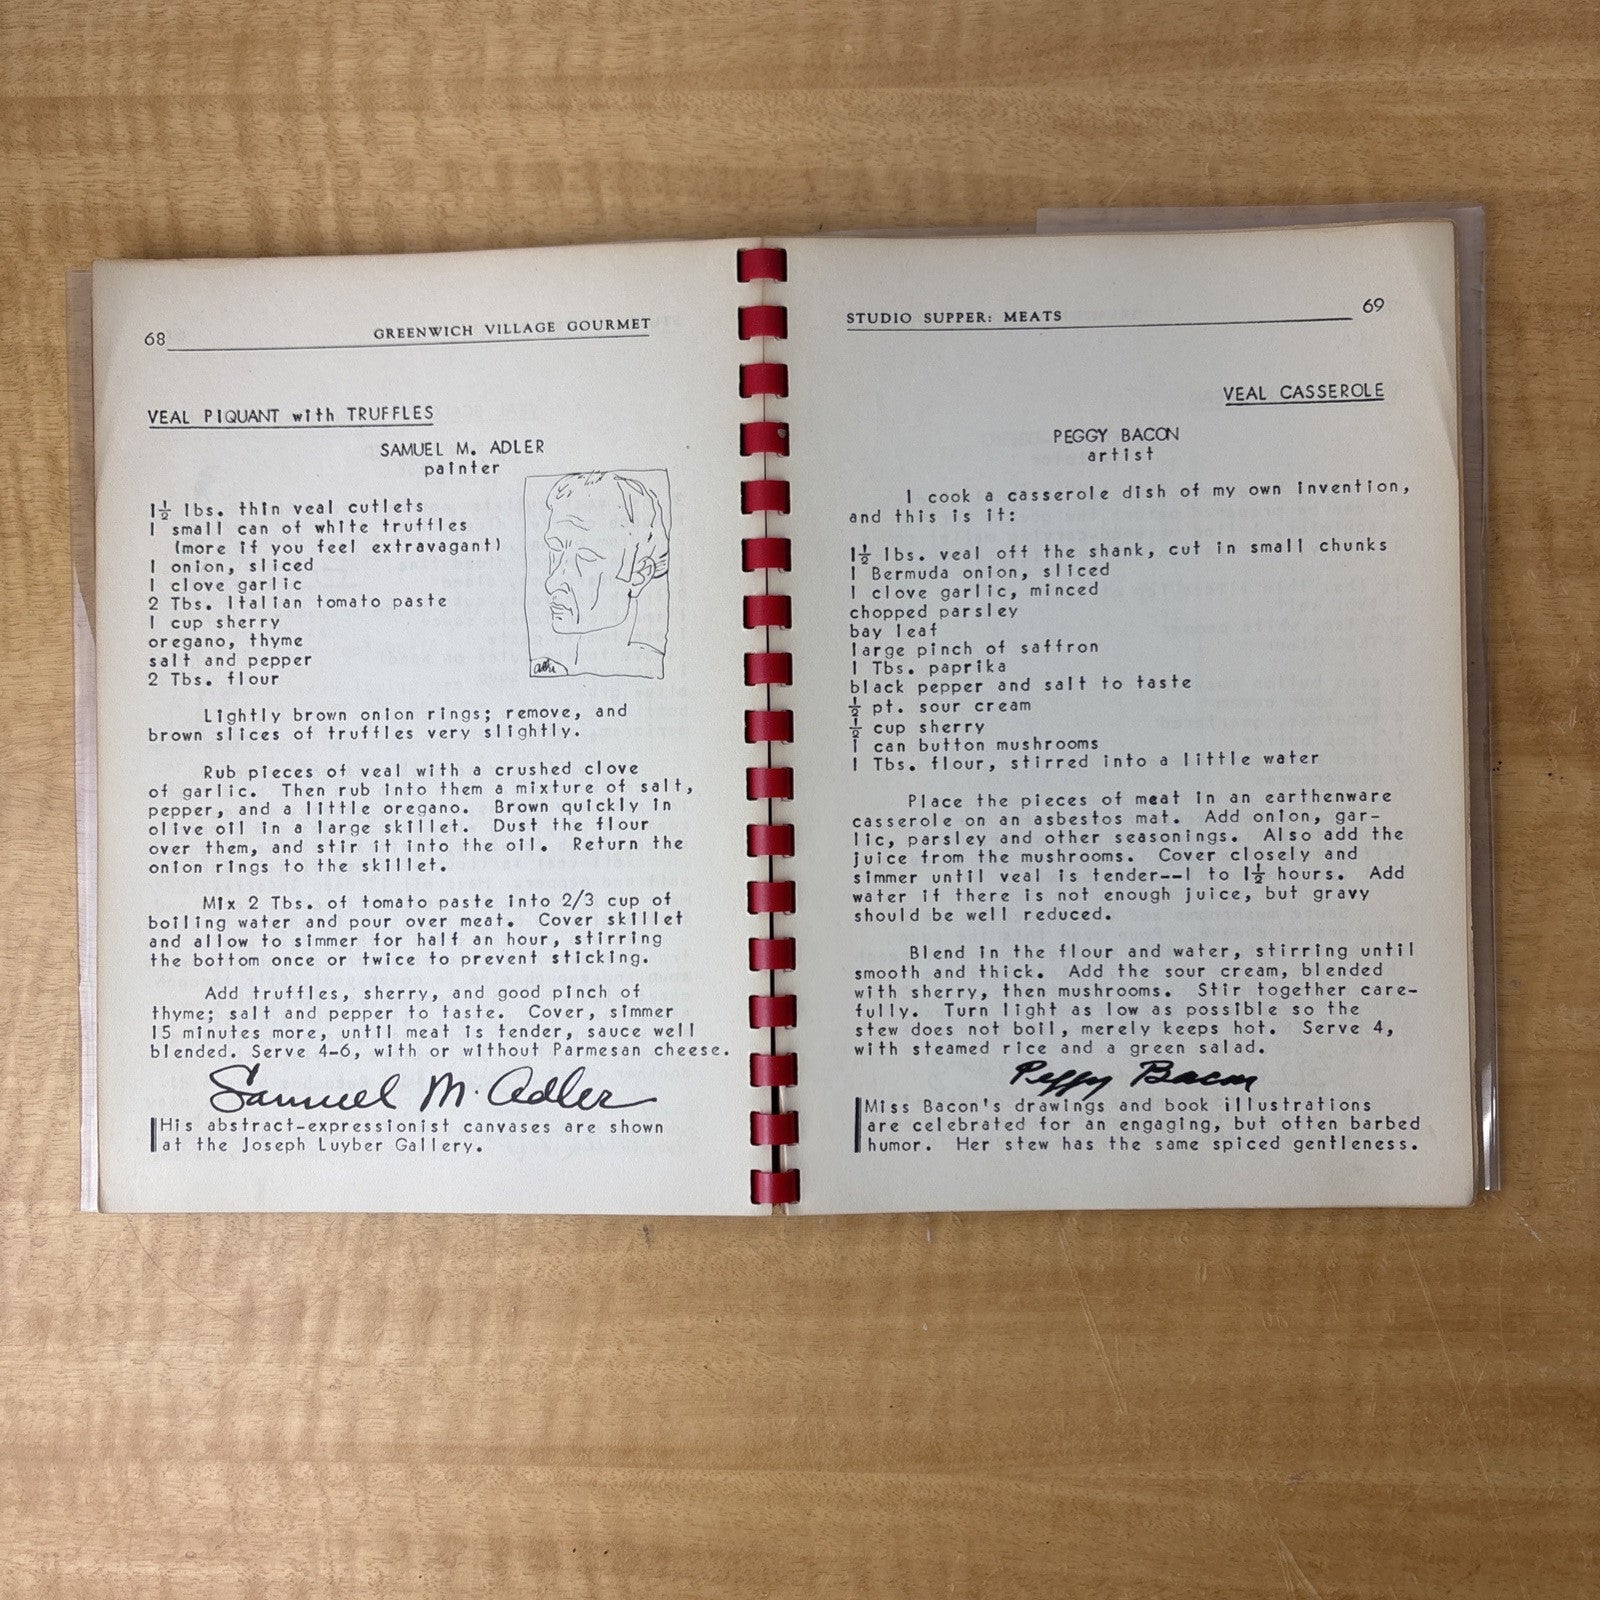 68 GREENWICH VILLAGE GOURMET
VEAL PIQUANT with TRUFFLES
SAMUEL M. ADLER
painter
1½ lbs. thin veal cutlets
1 small can of white truffles
(more if you feel extravagant)
1 onion, sliced
1 clove garlic
2 Tbs. Italian tomato paste
1 cup sherry
oregano, thyme
salt and pepper
2 Tbs. flour
Lightly brown onion rings; remove, and
brown slices of truffles very slightly.
Rub pieces of veal with a crushed clove
of garlic. Then rub into them a mixture of salt,
pepper, and a little oregano. Brown quickly in
olive oil in a large skillet. Dust the flour
over them, and stir it into the oil. Return the
onion rings to the skillet.
Mix 2 Tbs. of tomato paste into 2/3 cup of
boiling water and pour over meat. Cover skillet
and allow to simmer for half an hour, stirring
the bottom once or twice to prevent sticking.
Add truffles, sherry, and good pinch of
thyme; salt and pepper to taste. Cover, simmer
15 minutes more, until meat is tender, sauce well
blended. Serve 4-6, with or without Parmesan cheese.
Samuel M. Adler
His abstract-expressionist canvases are shown
at the Joseph Luyber Gallery.
STUDIO SUPPER: MEATS 69
VEAL CASSEROLE
PEGGY BACON
artist
I cook a casserole dish of my own invention,
and this is it:
1½ lbs. veal off the shank, cut in small chunks
1 Bermuda onion, sliced
1 clove garlic, minced
chopped parsley
bay leaf
large pinch of saffron
1 Tbs. paprika
black pepper and salt to taste
½ pt. sour cream
½ cup sherry
1 can button mushrooms
1 Tbs. flour, stirred into a little water
Place the pieces of meat in an earthenware
casserole on an asbestos mat. Add onion, gar-
lic, parsley and other seasonings. Also add the
juice from the mushrooms. Cover closely and
simmer until veal is tender--1 to 1½ hours. Add
water if there is not enough juice, but gravy
should be well reduced.
Blend in the flour and water, stirring until
smooth and thick. Add the sour cream, blended
with sherry, then mushrooms. Stir together care-
fully. Turn light as low as possible so the
stew does not boil, merely keeps hot. Serve 4,
with steamed rice and a green salad.
Peggy Bacon
Miss Bacon's drawings and book illustrations
are celebrated for an engaging, but often barbed
humor. Her stew has the same spiced gentleness.